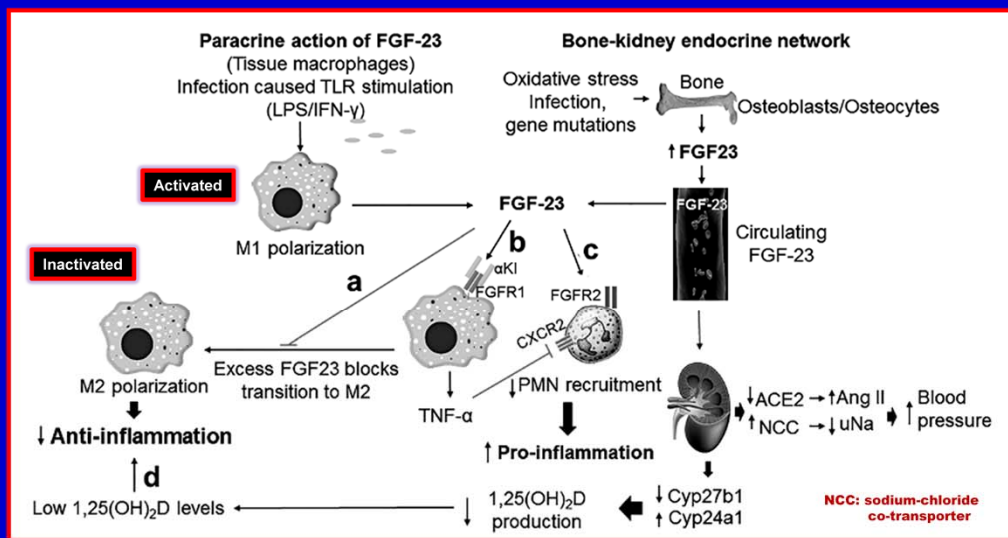 Paracrine action of FGF-23
(Tissue macrophages)
Infection caused TLR stimulation
(LPS/IFN-γ)
Bone-kidney endocrine network
Oxidative stress
Infection,
gene mutations
Bone
Osteoblasts/Osteocytes
↑FGF23
Activated
M1 polarization
FGF-23
FGF-23
Circulating
FGF-23
Inactivated
a
b
c
αKl
FGFR1
FGFR2
CXCR2
M2 polarization
Excess FGF23 blocks
transition to M2
TNF-α
↓PMN recruitment
↓ACE2→↑Ang II
↑NCC →↓uNa
↑Blood
pressure
↓ Anti-inflammation
↑ Pro-inflammation
d
Low 1,25(OH)₂D levels
↓ 1,25(OH)₂D
production
↓ Cyp27b1
↑ Cyp24a1
NCC: sodium-chloride
co-transporter